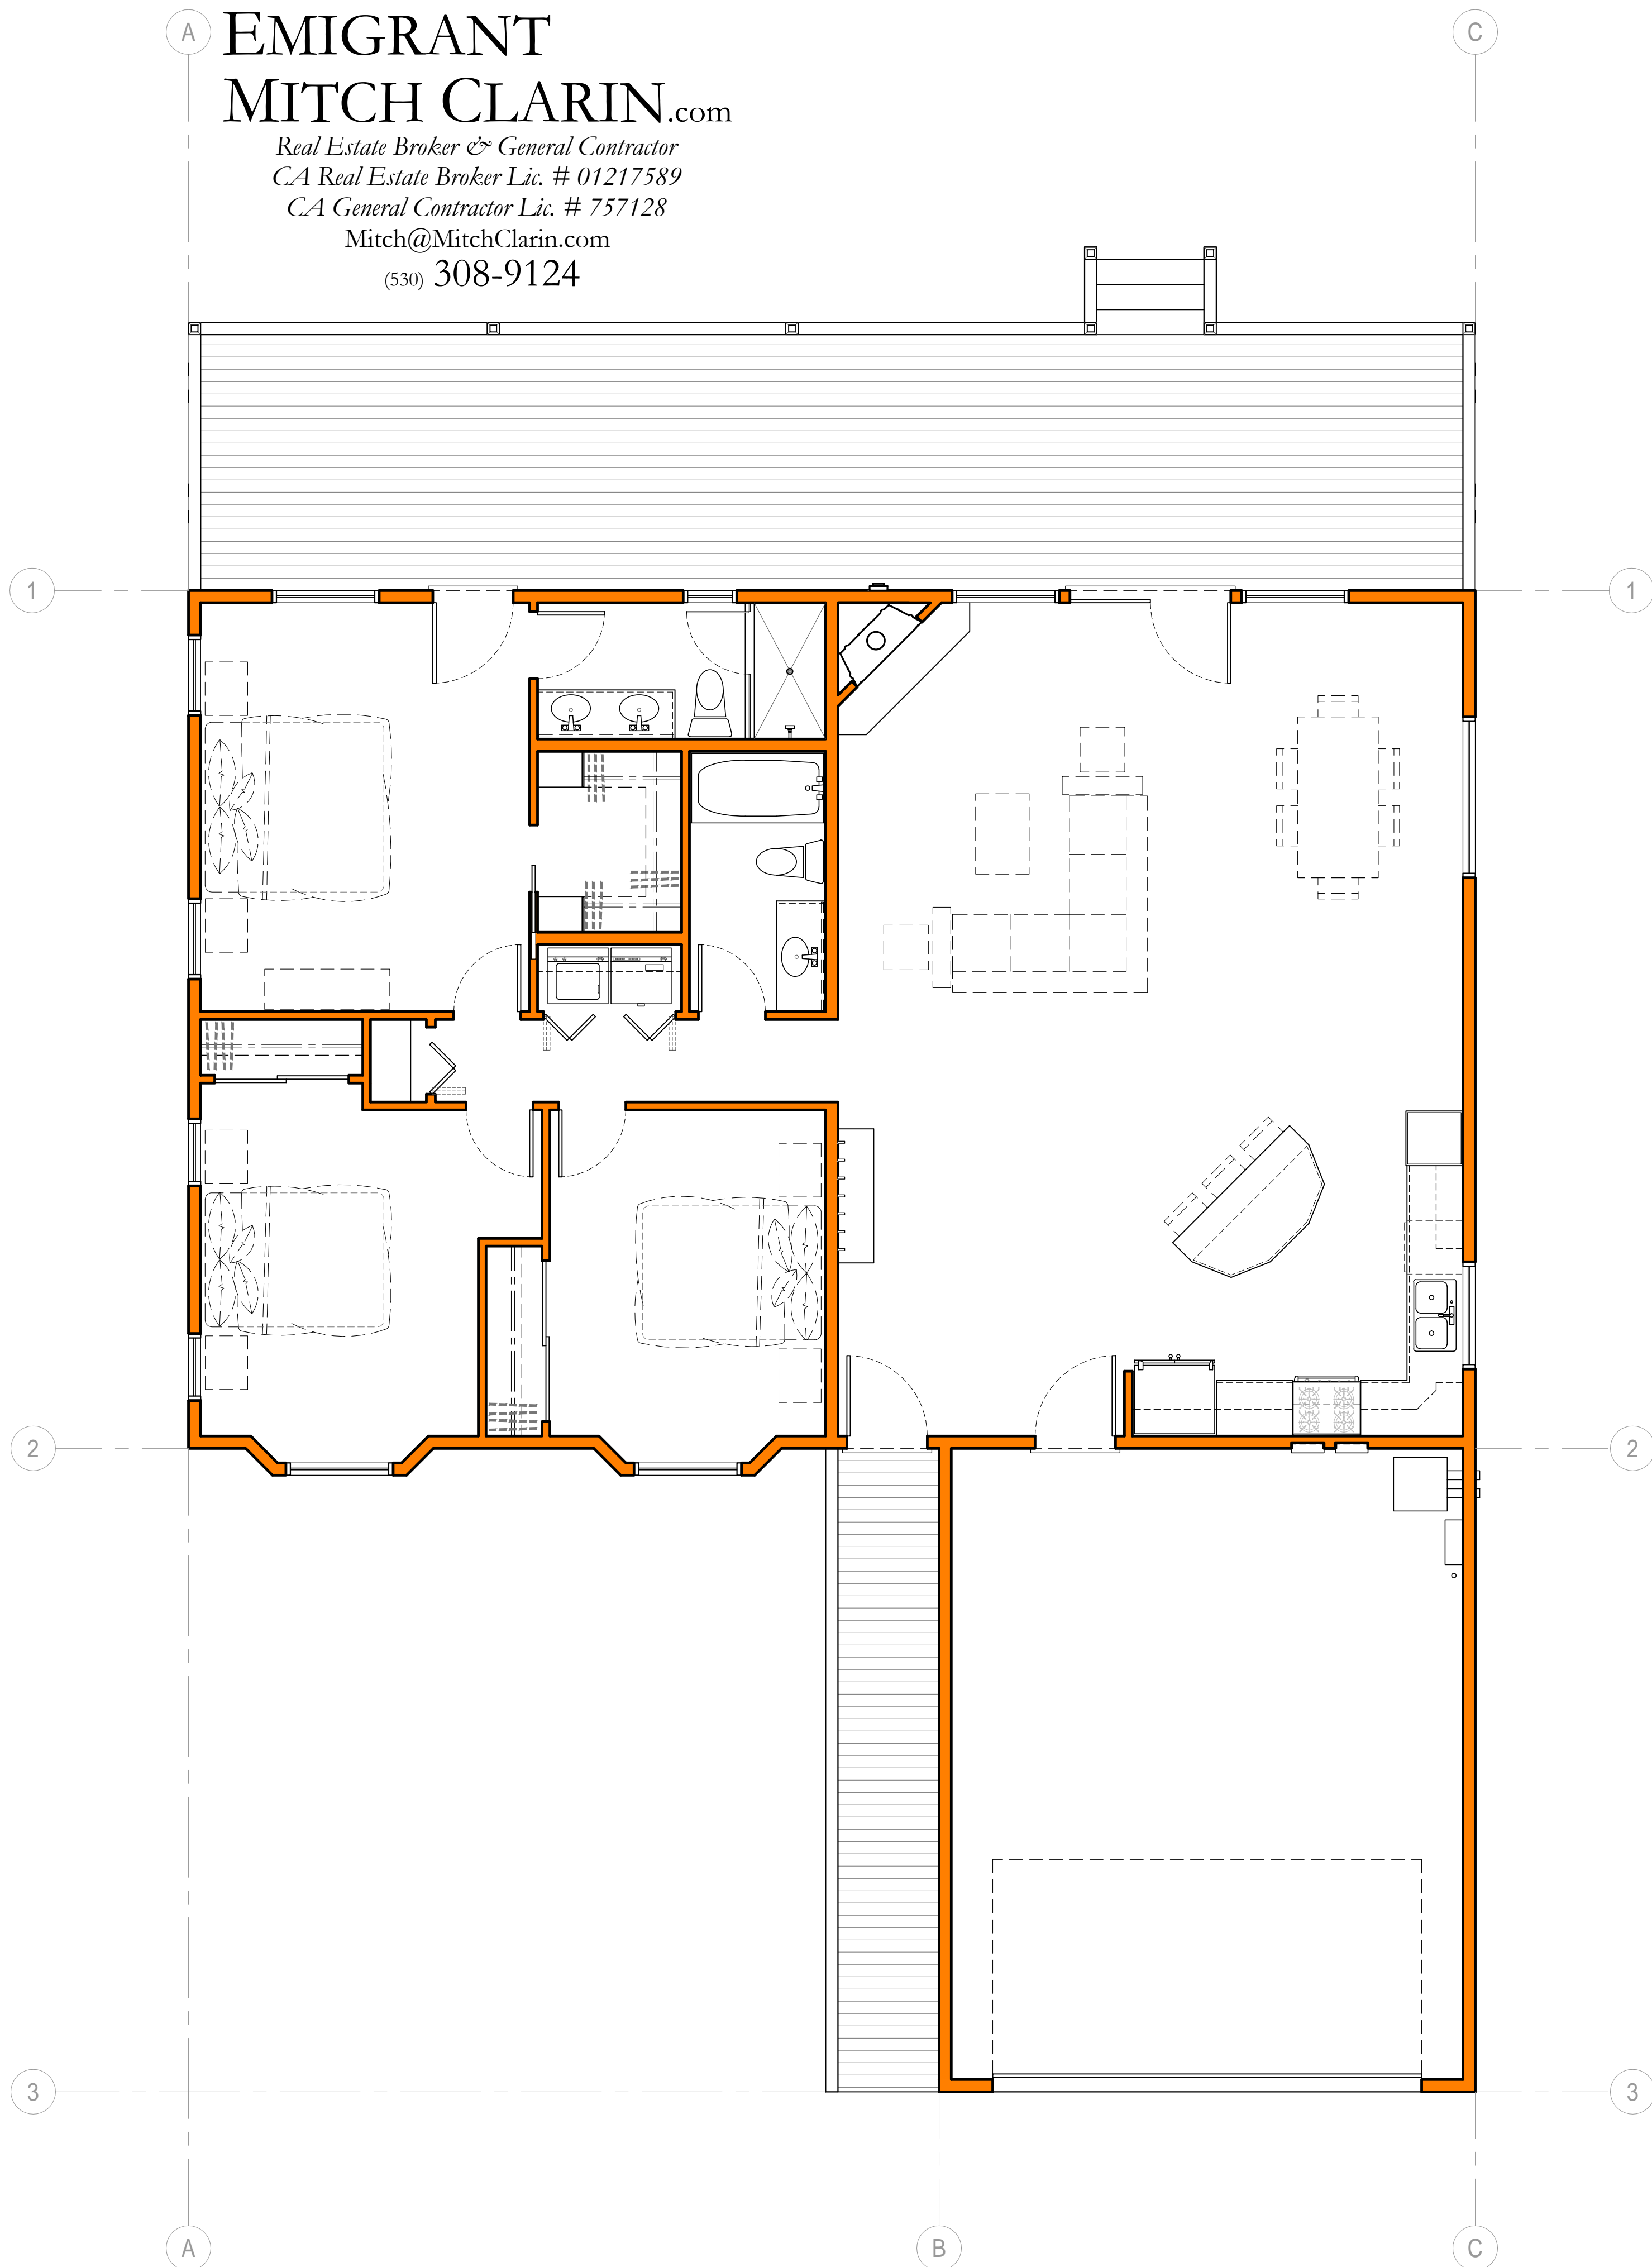 A
EMIGRANT
C
MITCH CLARIN.com
Real Estate Broker & General Contractor
CA Real Estate Broker Lic. # 01217589
CA General Contractor Lic. # 757128
Mitch@MitchClarin.com
(530) 308-9124
1
1
2
2
3
3
A
B
C